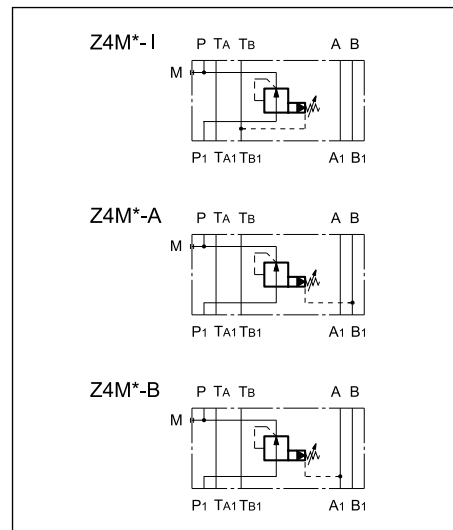 Z4M*-I
P TA TB A B
M
P1 TA1 TB1 A1 B1
Z4M*-A
P TA TB A B
M
P1 TA1 TB1 A1 B1
Z4M*-B
P TA TB A B
M
P1 TA1 TB1 A1 B1